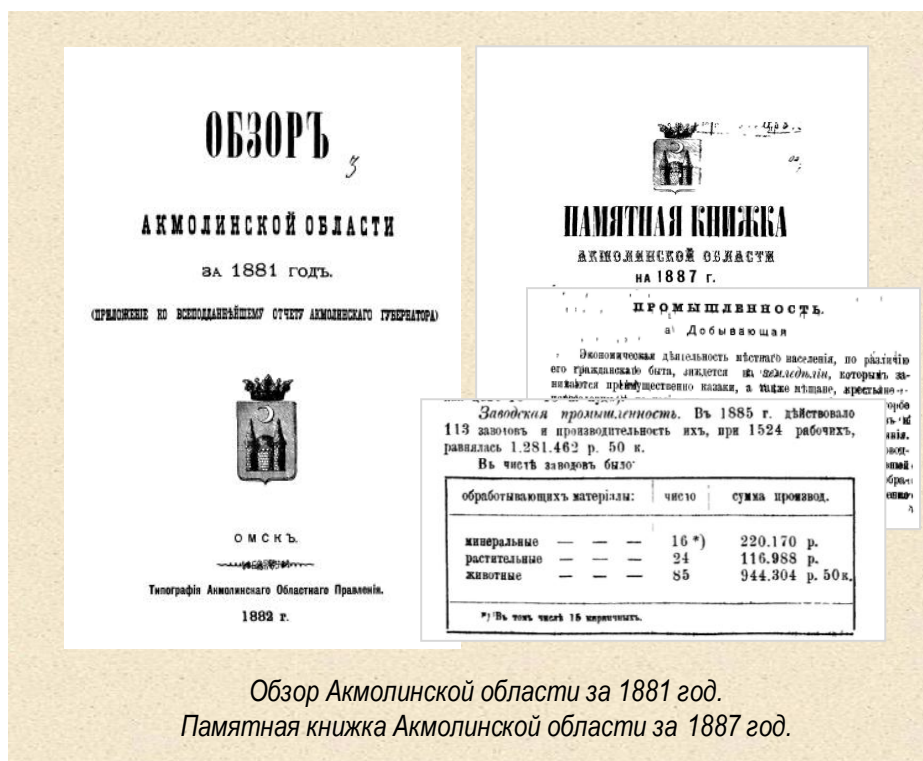 ОБЗОРЪ
3
АКМОЛИНСКОЙ ОБЛАСТИ
ЗА 1881 ГОДЪ.
(ПРИЛОЖЕНІЕ КО ВСЕПОДДАННѢЙШЕМУ ОТЧЕТУ АКМОЛИНСКАГО ГУБЕРНАТОРА)
ОМСКЪ.
Типографія Акмолинскаго Областнаго Правленія.
1882 г.
ПАМЯТНАЯ КНИЖКА
АКМОЛИНСКОЙ ОБЛАСТИ
НА 1887 г.
ПРОМЫШЛЕННОСТЬ.
а) Добывающая
Экономическая дѣятельность мѣстнаго населенія, по различію
его гражданскаго быта, зиждется на земледѣліи, которымъ за-
нимаются преимущественно казаки, а также мѣщане, крестьяне
Заводская промышленность. Въ 1885 г. дѣйствовало
113 заводовъ и производительность ихъ, при 1524 рабочихъ,
равнялась 1.281.462 р. 50 к.
Въ числѣ заводовъ было:
обработывающихъ матеріалы: число сумма производ.
минеральные — — — 16 *) 220.170 р.
растительные — — — 24 116.988 р.
животные — — — 85 944.304 р. 50 к.
*) Въ томъ числѣ 15 кирпичныхъ.
Обзор Акмолинской области за 1881 год.
Памятная книжка Акмолинской области за 1887 год.